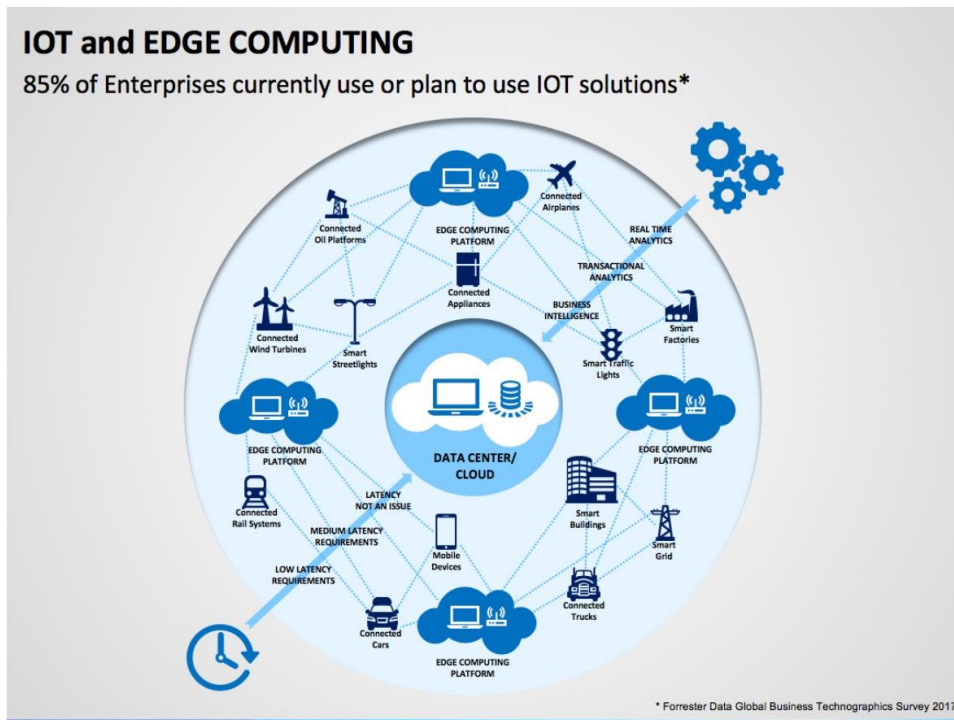 IOT and EDGE COMPUTING
85% of Enterprises currently use or plan to use IOT solutions*
Connected
Airplanes
Connected
Oil Platforms
EDGE COMPUTING
PLATFORM
REAL TIME
ANALYTICS
TRANSACTIONAL
ANALYTICS
Connected
Appliances
BUSINESS
INTELLIGENCE
Connected
Wind Turbines
Smart
Streetlights
Smart
Factories
Smart Traffic
Lights
EDGE COMPUTING
PLATFORM
DATA CENTER/
CLOUD
EDGE COMPUTING
PLATFORM
LATENCY
NOT AN ISSUE
Connected
Rail Systems
MEDIUM LATENCY
REQUIREMENTS
Smart
Buildings
Smart
Grid
Mobile
Devices
LOW LATENCY
REQUIREMENTS
Connected
Trucks
Connected
Cars
EDGE COMPUTING
PLATFORM
* Forrester Data Global Business Technographics Survey 2017